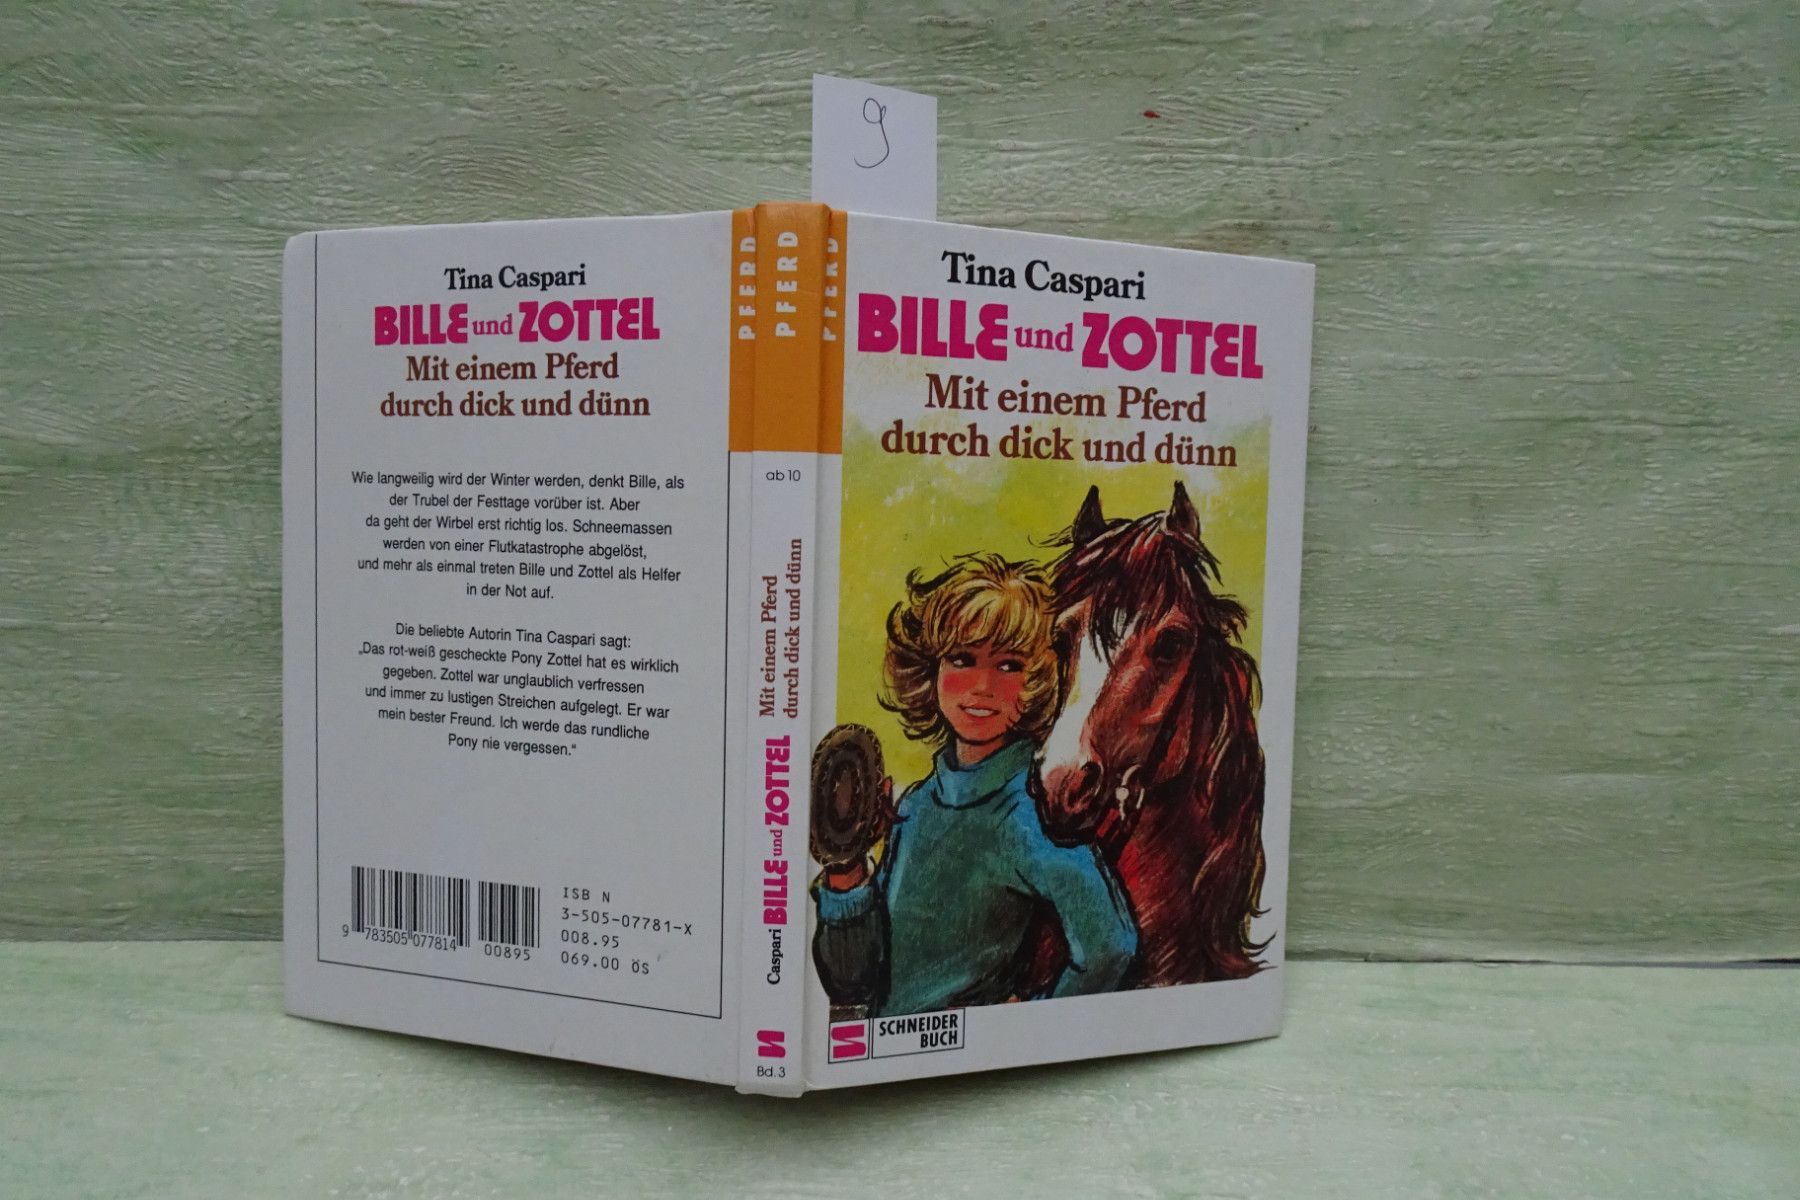 9
Tina Caspari
BILLE und ZOTTEL
Mit einem Pferd
durch dick und dünn
Wie langweilig wird der Winter werden, denkt Bille, als
der Trubel der Festtage vorüber ist. Aber
da geht der Wirbel erst richtig los. Schneemassen
werden von einer Flutkatastrophe abgelöst,
und mehr als einmal treten Bille und Zottel als Helfer
in der Not auf.
Die beliebte Autorin Tina Caspari sagt:
„Das rot-weiß gescheckte Pony Zottel hat es wirklich
gegeben. Zottel war unglaublich verfressen
und immer zu lustigen Streichen aufgelegt. Er war
mein bester Freund. Ich werde das rundliche
Pony nie vergessen.“
9 783505 077814
00895
ISB N
3-505-07781-X
008.95
069.00 öS
PFERD
PFERD
PFERD
ab 10
Mit einem Pferd
durch dick und dünn
Caspari BILLE und ZOTTEL
Bd. 3
Tina Caspari
BILLE und ZOTTEL
Mit einem Pferd
durch dick und dünn
SCHNEIDER
BUCH